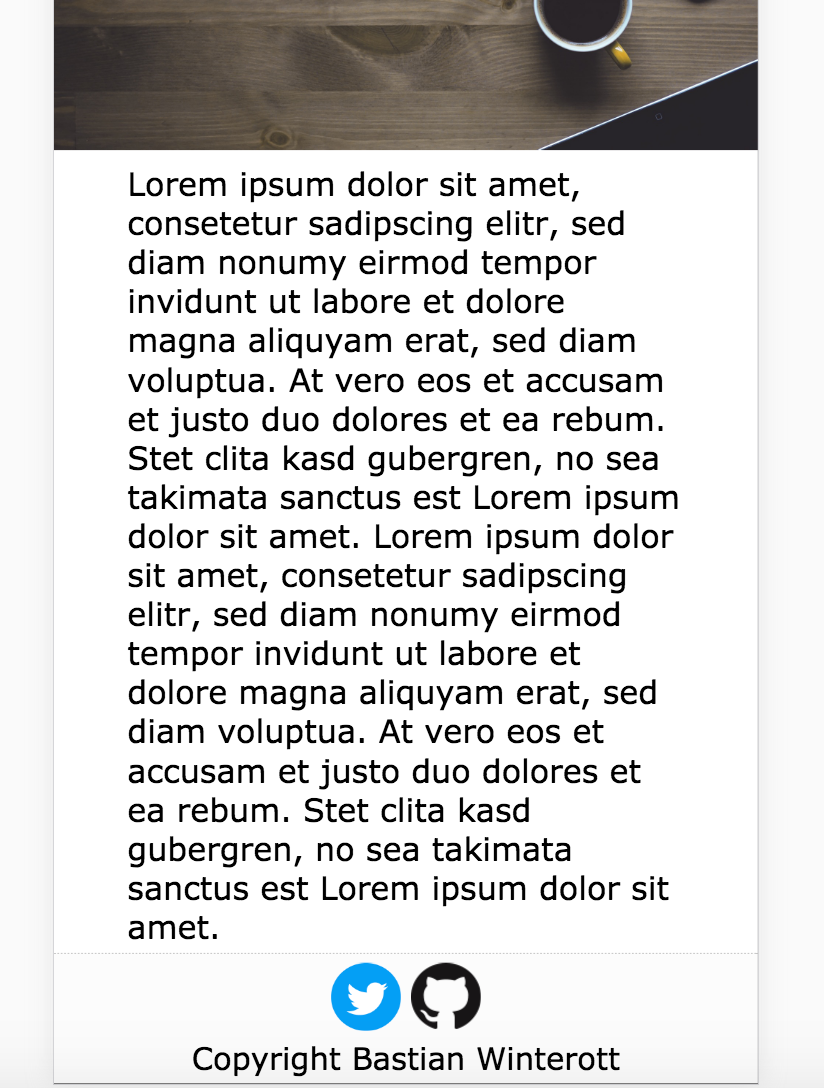 Lorem ipsum dolor sit amet,
consetetur sadipscing elitr, sed
diam nonumy eirmod tempor
invidunt ut labore et dolore
magna aliquyam erat, sed diam
voluptua. At vero eos et accusam
et justo duo dolores et ea rebum.
Stet clita kasd gubergren, no sea
takimata sanctus est Lorem ipsum
dolor sit amet. Lorem ipsum dolor
sit amet, consetetur sadipscing
elitr, sed diam nonumy eirmod
tempor invidunt ut labore et
dolore magna aliquyam erat, sed
diam voluptua. At vero eos et
accusam et justo duo dolores et
ea rebum. Stet clita kasd
gubergren, no sea takimata
sanctus est Lorem ipsum dolor sit
amet.
Copyright Bastian Winterott